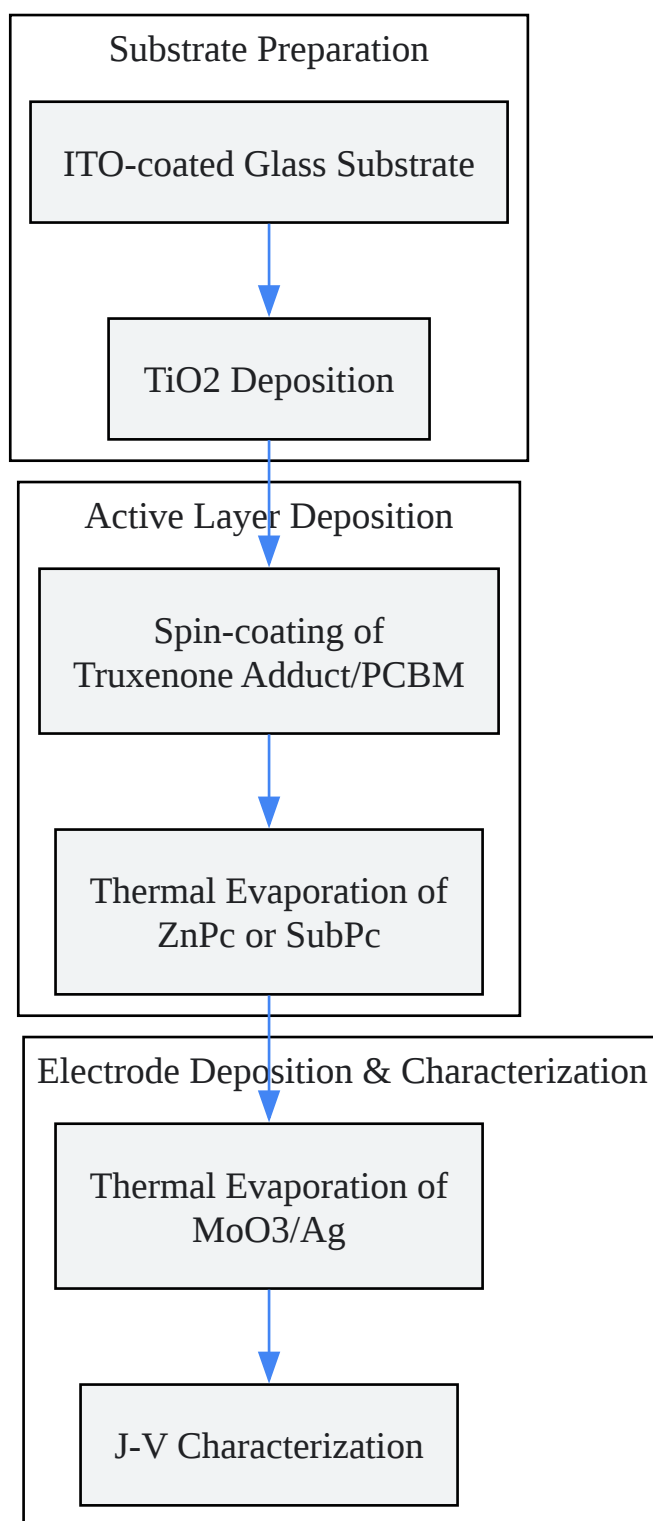 Substrate Preparation
ITO-coated Glass Substrate
TiO2 Deposition
Active Layer Deposition
Spin-coating of
Truxenone Adduct/PCBM
Thermal Evaporation of
ZnPc or SubPc
Electrode Deposition & Characterization
Thermal Evaporation of
MoO3/Ag
J-V Characterization